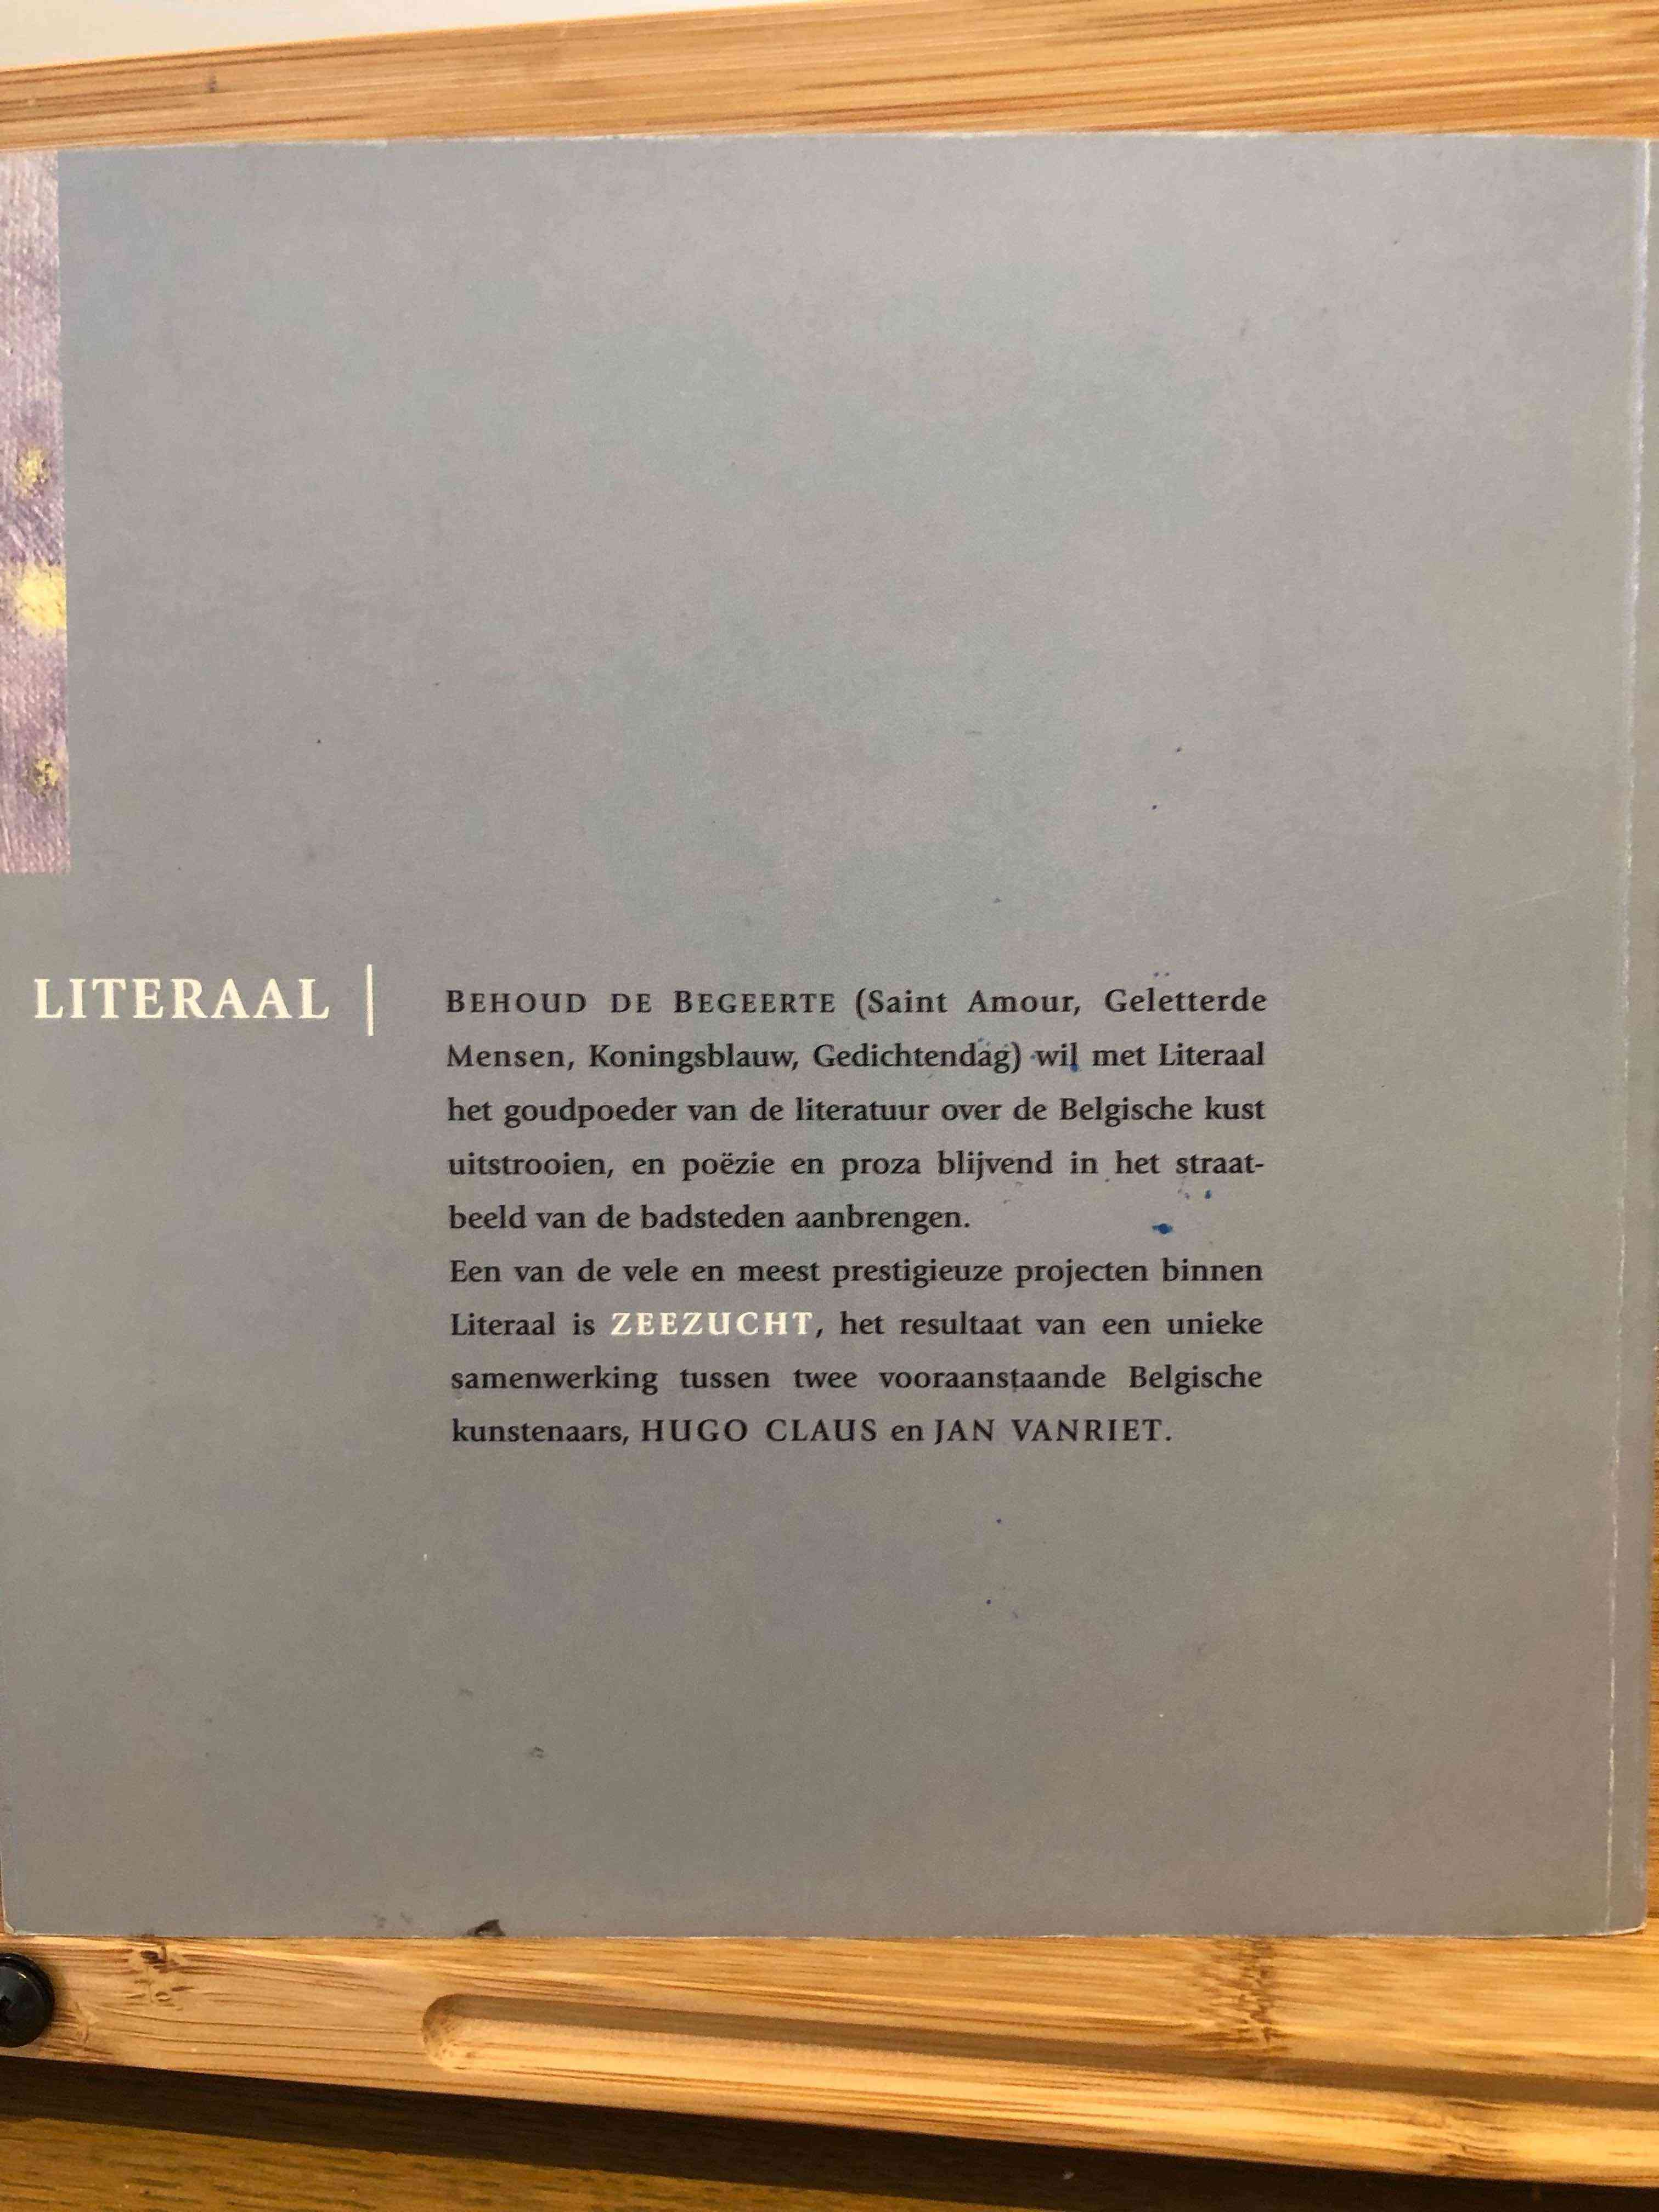 LITERAAL |
BEHOUD DE BEGEERTE (Saint Amour, Geletterde
Mensen, Koningsblauw, Gedichtendag) wil met Literaal
het goudpoeder van de literatuur over de Belgische kust
uitstrooien, en poëzie en proza blijvend in het straat-
beeld van de badsteden aanbrengen.
Een van de vele en meest prestigieuze projecten binnen
Literaal is ZEEZUCHT, het resultaat van een unieke
samenwerking tussen twee vooraanstaande Belgische
kunstenaars, HUGO CLAUS en JAN VANRIET.